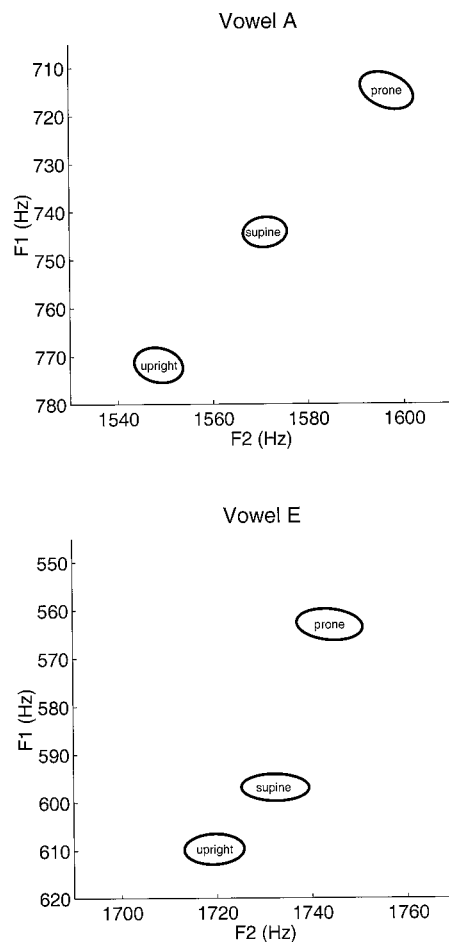 Vowel A
710
720
730
740
750
760
770
780
F1 (Hz)
prone
supine
upright
1540 1560 1580 1600
F2 (Hz)
Vowel E
550
560
570
580
590
600
610
620
F1 (Hz)
prone
supine
upright
1700 1720 1740 1760
F2 (Hz)